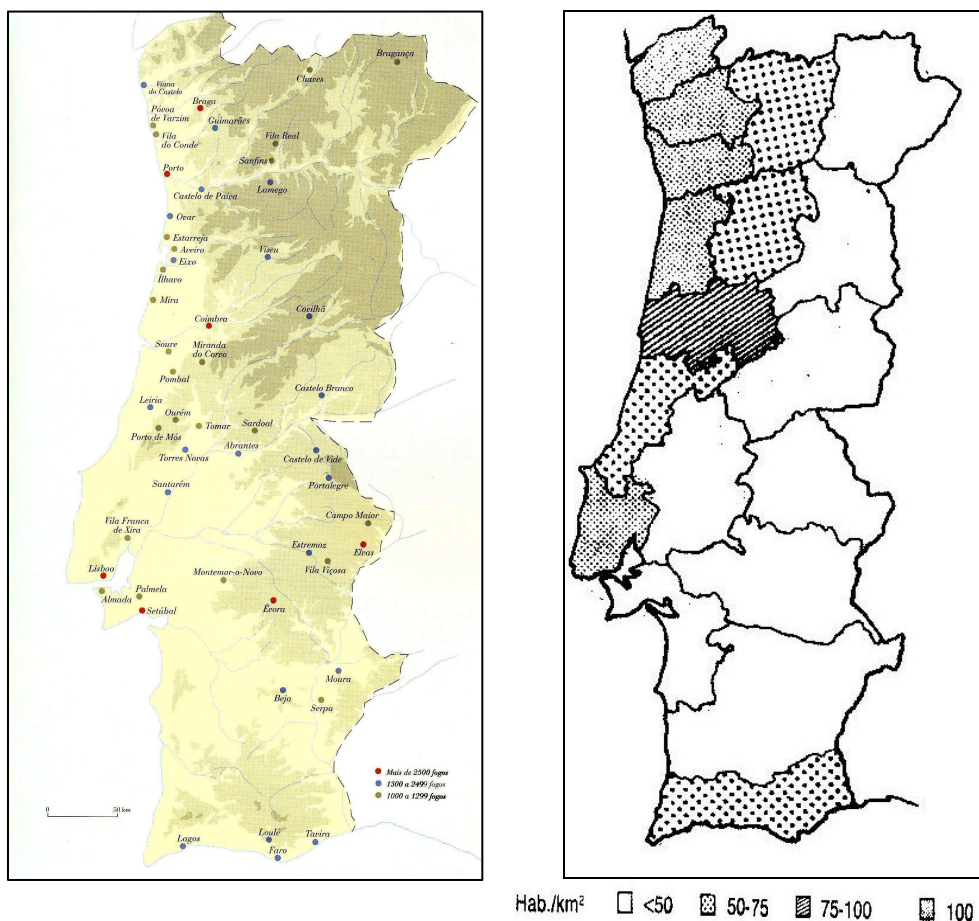 Bragança
Chaves
Viana
do Castelo
Braga
Póvoa
de Varzim
Guimarães
Vila
do Conde
Vila Real
Sanfins
Porto
Lamego
Castelo de Paiva
Ovar
Estarreja
Aveiro
Viseu
Eixo
Ílhavo
Mira
Covilhã
Coimbra
Soure
Miranda
do Corvo
Pombal
Castelo Branco
Leiria
Ourém
Tomar
Sardoal
Porto de Mós
Torres Novas
Abrantes
Castelo de Vide
Portalegre
Santarém
Vila Franca
de Xira
Campo Maior
Estremoz
Elvas
Lisboa
Montemor-o-Novo
Vila Viçosa
Almada
Palmela
Setúbal
Évora
Moura
Beja
Serpa
Mais de 2500 fogos
1300 a 2499 fogos
1000 a 1299 fogos
0 50 km
Lagos
Loulé
Tavira
Faro
Hab./km² <50 50-75 75-100 100